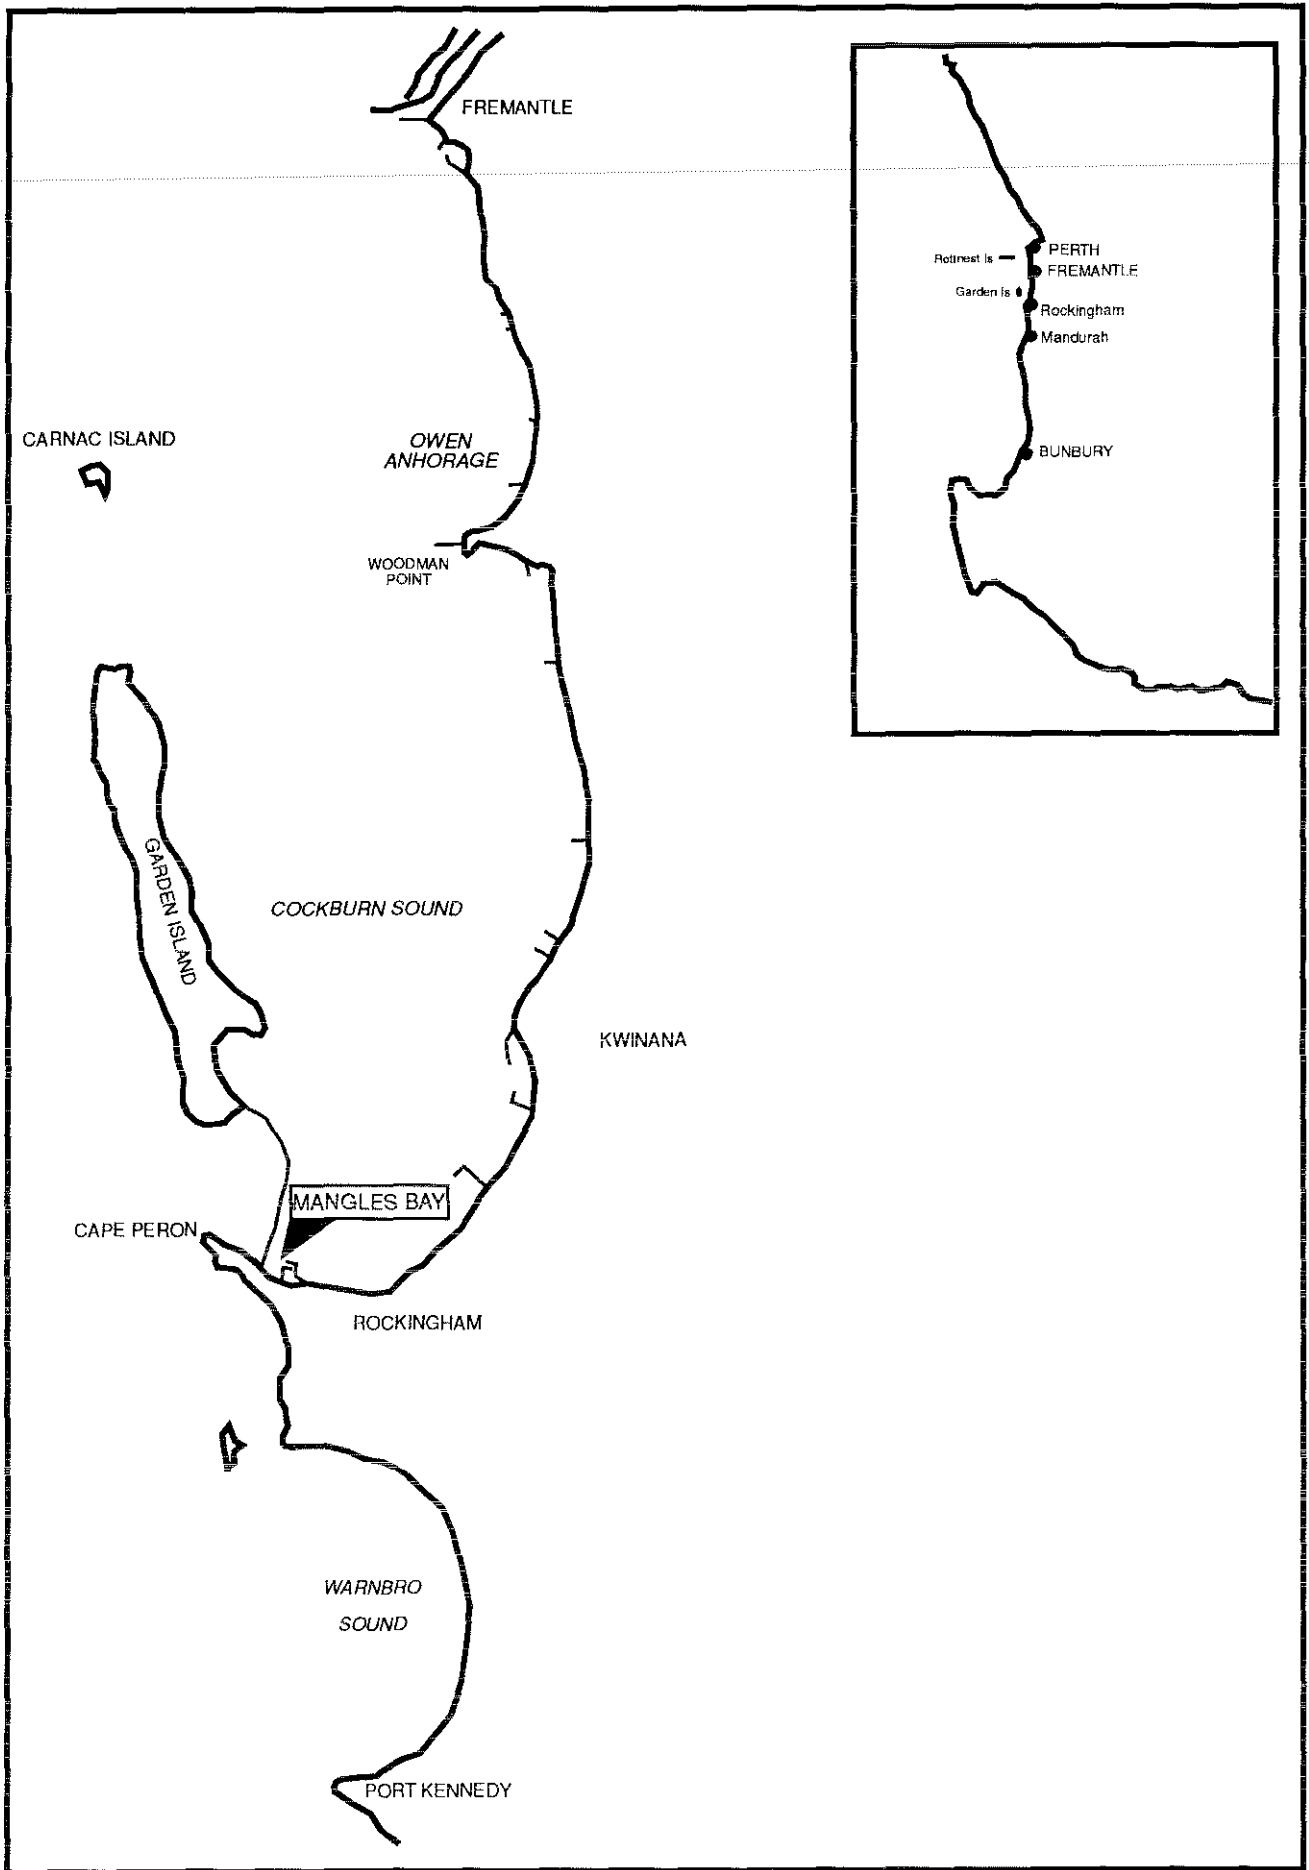 FREMANTLE
PERTH
Rottnest Is
FREMANTLE
Garden Is
Rockingham
Mandurah
BUNBURY
CARNAC ISLAND
OWEN
ANHORAGE
WOODMAN
POINT
GARDEN ISLAND
COCKBURN SOUND
KWINANA
MANGLES BAY
CAPE PERON
ROCKINGHAM
WARNBRO
SOUND
PORT KENNEDY